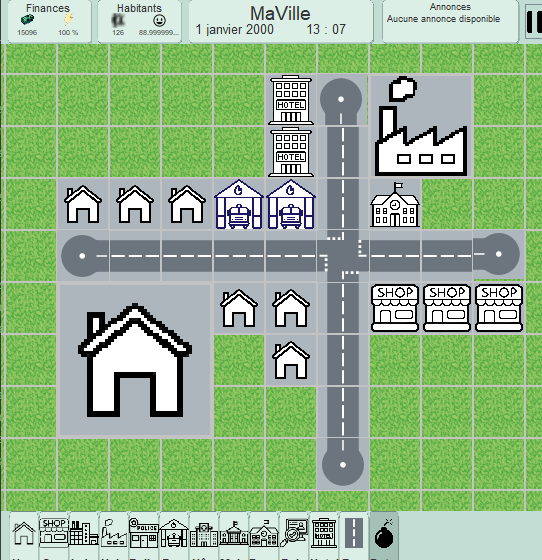 Finances
Habitants
MaVille
Annonces
15096
100 %
126
88.999999...
1 janvier 2000
13 : 07
Aucune annonce disponible
HOTEL
HOTEL
SHOP
SHOP
SHOP
SHOP
POLICE